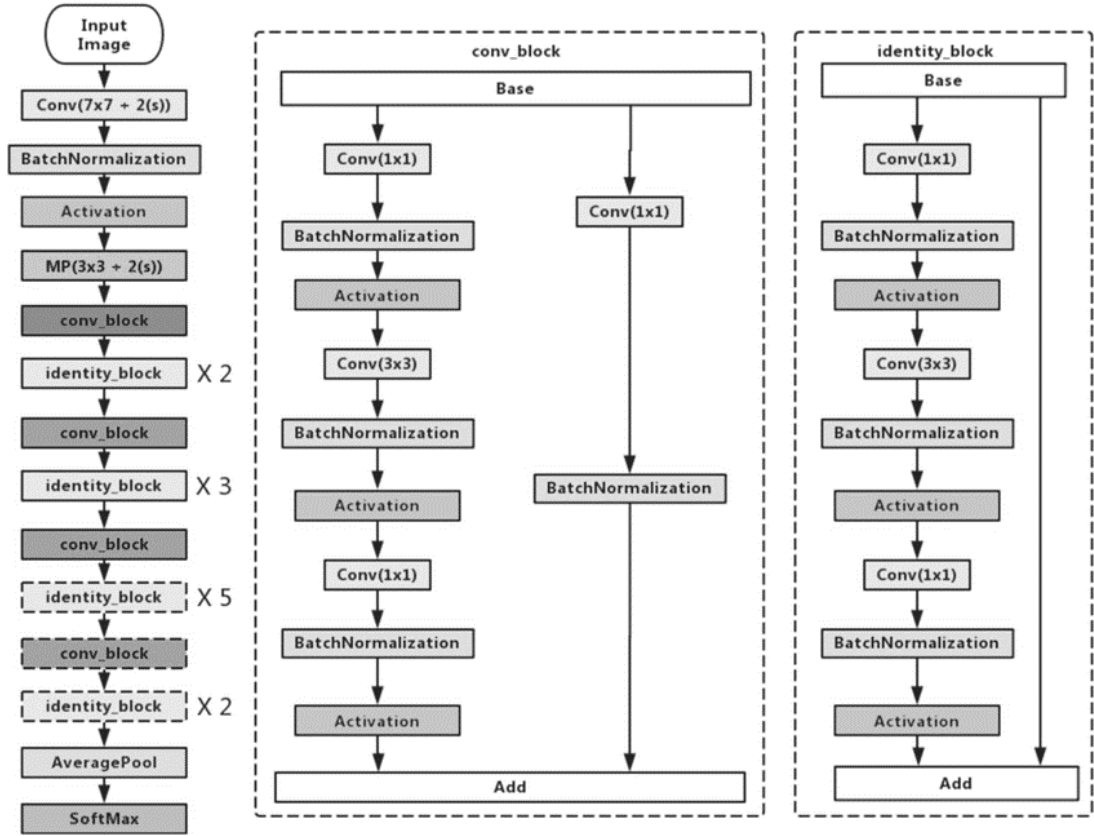 Input
Image
Conv(7x7 + 2(s))
BatchNormalization
Activation
MP(3x3 + 2(s))
conv_block
identity_block X 2
conv_block
identity_block X 3
conv_block
identity_block X 5
conv_block
identity_block X 2
AveragePool
SoftMax
conv_block
Base
Conv(1x1)
BatchNormalization
Activation
Conv(3x3)
BatchNormalization
Activation
Conv(1x1)
BatchNormalization
Activation
Conv(1x1)
BatchNormalization
Add
identity_block
Base
Conv(1x1)
BatchNormalization
Activation
Conv(3x3)
BatchNormalization
Activation
Conv(1x1)
BatchNormalization
Activation
Add